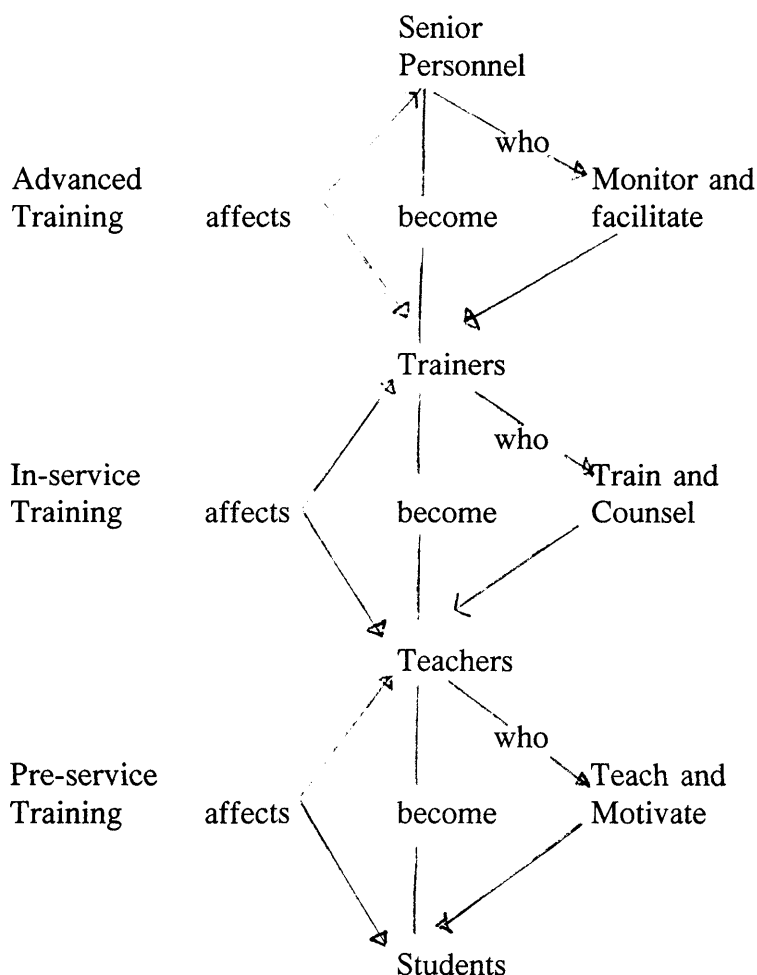 Senior
Personnel
who
Advanced
Training
affects
become
Monitor and
facilitate
Trainers
who
In-service
Training
affects
become
Train and
Counsel
Teachers
who
Pre-service
Training
affects
become
Teach and
Motivate
Students